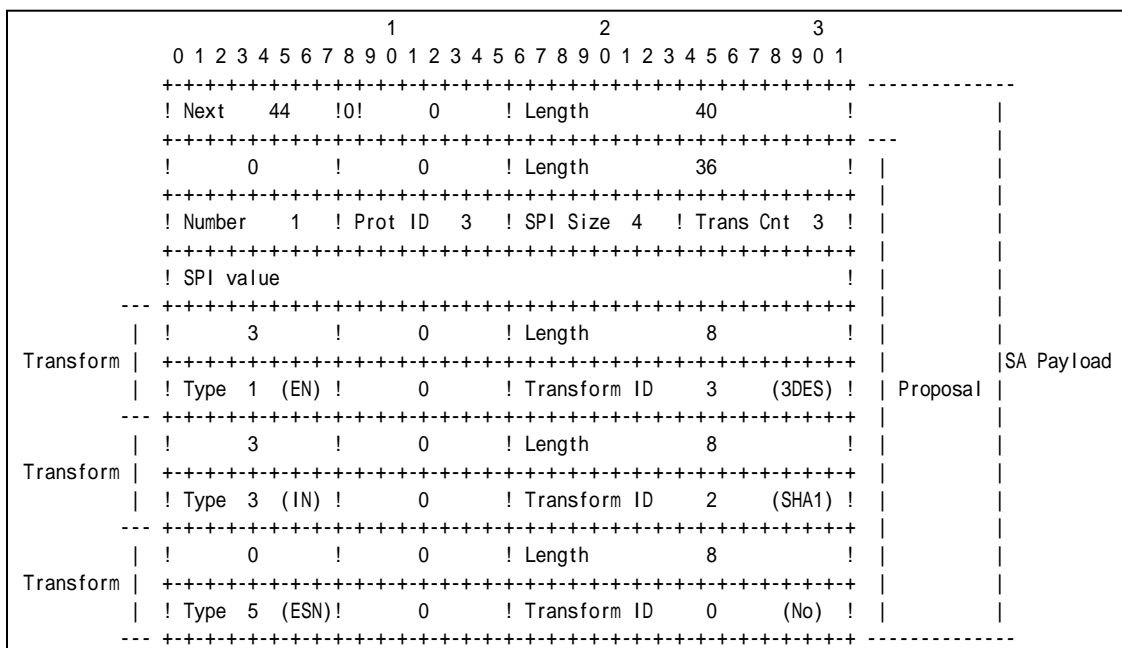 1                   2                   3
 0 1 2 3 4 5 6 7 8 9 0 1 2 3 4 5 6 7 8 9 0 1 2 3 4 5 6 7 8 9 0 1
+-+-+-+-+-+-+-+-+-+-+-+-+-+-+-+-+-+-+-+-+-+-+-+-+-+-+-+-+-+-+-+-+ --------------
! Next    44    !0!      0      ! Length          40            !             |
+-+-+-+-+-+-+-+-+-+-+-+-+-+-+-+-+-+-+-+-+-+-+-+-+-+-+-+-+-+-+-+-+ ---         |
!       0       !       0       ! Length          36            !  |          |
+-+-+-+-+-+-+-+-+-+-+-+-+-+-+-+-+-+-+-+-+-+-+-+-+-+-+-+-+-+-+-+-+  |          |
! Number     1  ! Prot ID   3   ! SPI Size  4   ! Trans Cnt  3  !  |          |
+-+-+-+-+-+-+-+-+-+-+-+-+-+-+-+-+-+-+-+-+-+-+-+-+-+-+-+-+-+-+-+-+  |          |
! SPI value                                                     !  |          |
--- +-+-+-+-+-+-+-+-+-+-+-+-+-+-+-+-+-+-+-+-+-+-+-+-+-+-+-+-+-+-+-+-+  |          |
| !       3       !       0       ! Length          8             !  |          |
Transform | +-+-+-+-+-+-+-+-+-+-+-+-+-+-+-+-+-+-+-+-+-+-+-+-+-+-+-+-+-+-+-+-+  |          |SA Payload
| ! Type  1  (EN) !       0       ! Transform ID    3     (3DES)  !  | Proposal |
--- +-+-+-+-+-+-+-+-+-+-+-+-+-+-+-+-+-+-+-+-+-+-+-+-+-+-+-+-+-+-+-+-+  |          |
| !       3       !       0       ! Length          8             !  |          |
Transform | +-+-+-+-+-+-+-+-+-+-+-+-+-+-+-+-+-+-+-+-+-+-+-+-+-+-+-+-+-+-+-+-+  |          |
| ! Type  3  (IN) !       0       ! Transform ID    2     (SHA1)  !  |          |
--- +-+-+-+-+-+-+-+-+-+-+-+-+-+-+-+-+-+-+-+-+-+-+-+-+-+-+-+-+-+-+-+-+  |          |
| !       0       !       0       ! Length          8             !  |          |
Transform | +-+-+-+-+-+-+-+-+-+-+-+-+-+-+-+-+-+-+-+-+-+-+-+-+-+-+-+-+-+-+-+-+  |          |
| ! Type  5  (ESN)!       0       ! Transform ID    0      (No)   !  |          |
--- +-+-+-+-+-+-+-+-+-+-+-+-+-+-+-+-+-+-+-+-+-+-+-+-+-+-+-+-+-+-+-+-+ --------------